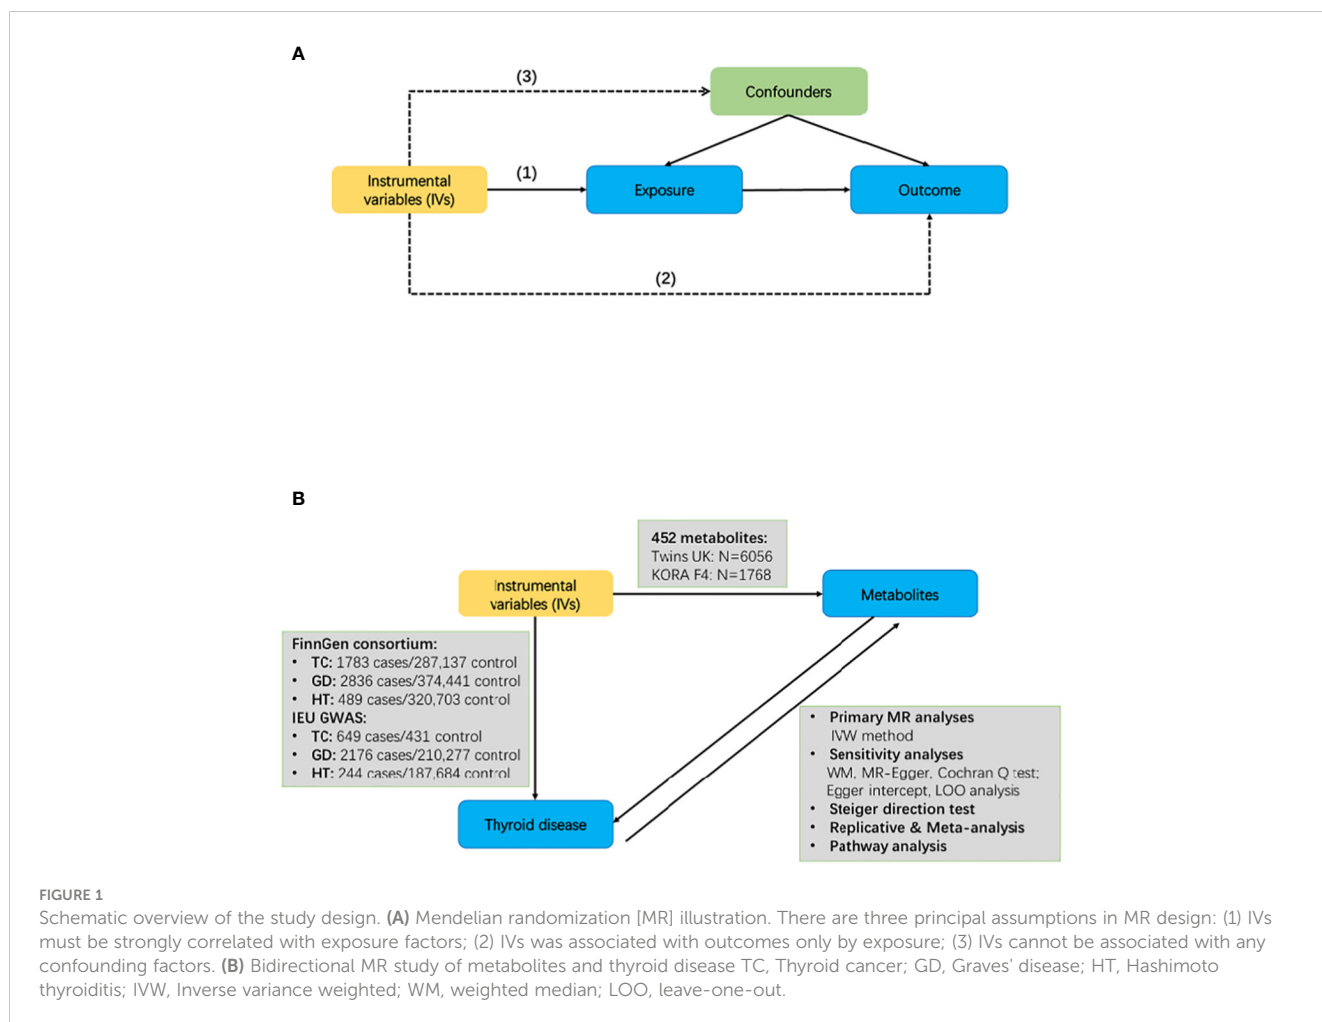 A
(3)
Confounders
Instrumental
variables (IVs)
(1)
Exposure
Outcome
(2)
B
452 metabolites:
Twins UK: N=6056
KORA F4: N=1768
Instrumental
variables (IVs)
Metabolites
FinnGen consortium:
• TC: 1783 cases/287,137 control
• GD: 2836 cases/374,441 control
• HT: 489 cases/320,703 control
IEU GWAS:
• TC: 649 cases/431 control
• GD: 2176 cases/210,277 control
• HT: 244 cases/187,684 control
• Primary MR analyses
IVW method
• Sensitivity analyses
WM, MR-Egger, Cochran Q test;
Egger intercept, LOO analysis
• Steiger direction test
• Replicative & Meta-analysis
• Pathway analysis
Thyroid disease
FIGURE 1
Schematic overview of the study design. (A) Mendelian randomization [MR] illustration. There are three principal assumptions in MR design: (1) IVs
must be strongly correlated with exposure factors; (2) IVs was associated with outcomes only by exposure; (3) IVs cannot be associated with any
confounding factors. (B) Bidirectional MR study of metabolites and thyroid disease TC, Thyroid cancer; GD, Graves' disease; HT, Hashimoto
thyroiditis; IVW, Inverse variance weighted; WM, weighted median; LOO, leave-one-out.